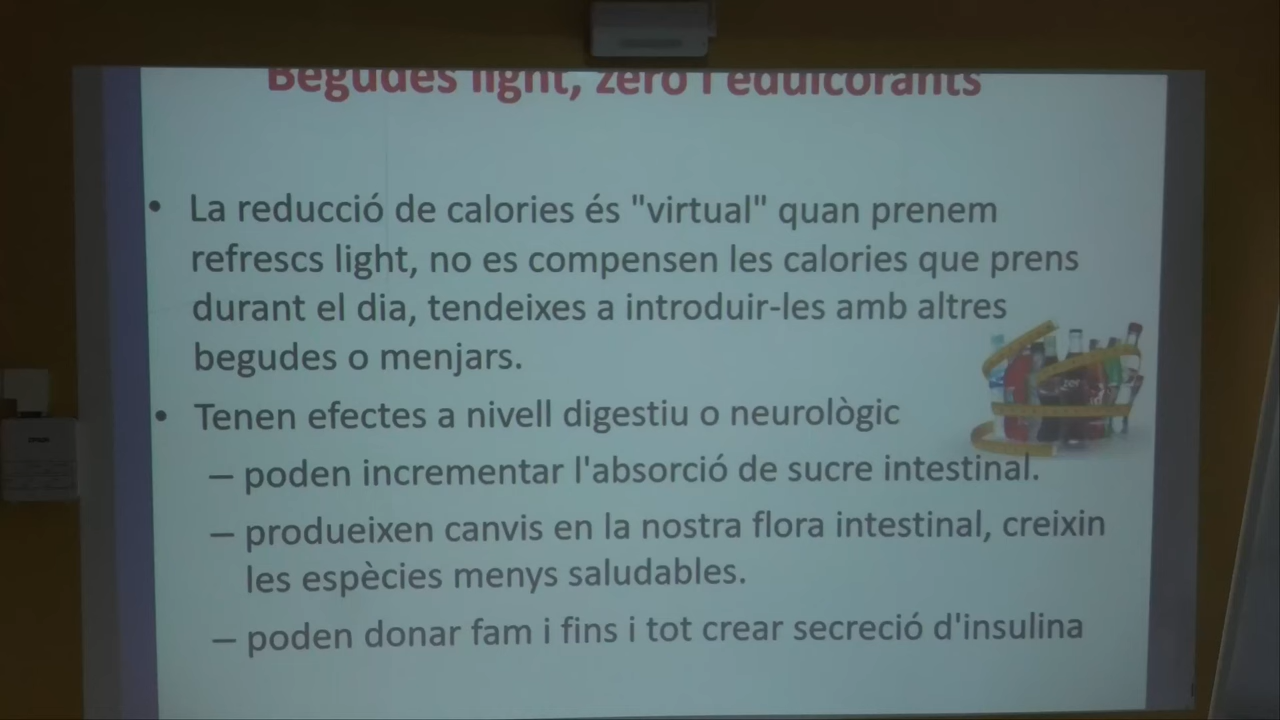 Begudes light, zero i edulcorants
• La reducció de calories és "virtual" quan prenem
refrescs light, no es compensen les calories que prens
durant el dia, tendeixes a introduir-les amb altres
begudes o menjars.
• Tenen efectes a nivell digestiu o neurològic
– poden incrementar l'absorció de sucre intestinal.
– produeixen canvis en la nostra flora intestinal, creixin
les espècies menys saludables.
– poden donar fam i fins i tot crear secreció d'insulina